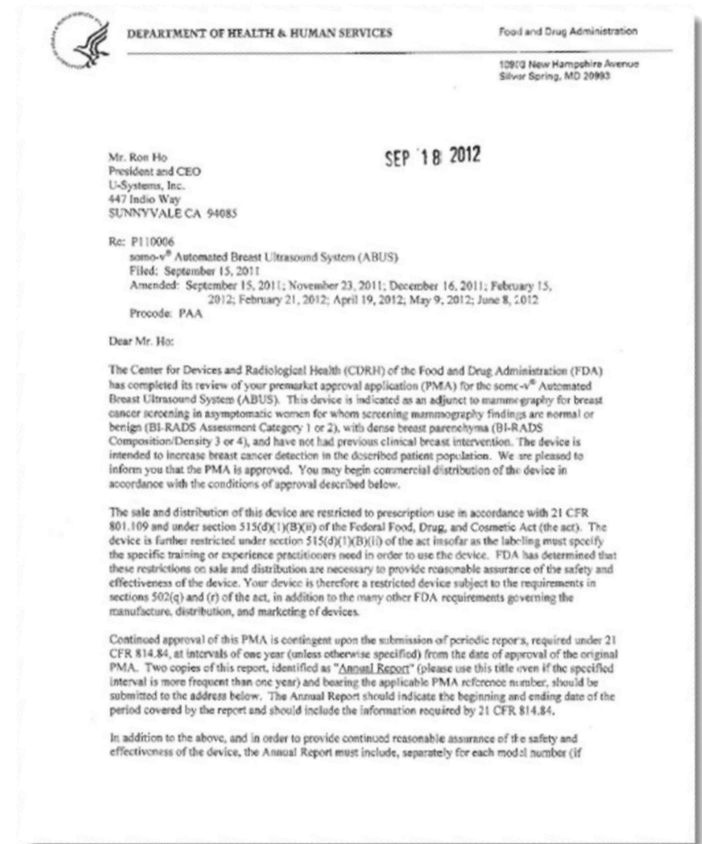 DEPARTMENT OF HEALTH & HUMAN SERVICES
Food and Drug Administration
10903 New Hampshire Avenue
Silver Spring, MD 20993
SEP 18 2012
Mr. Ron Ho
President and CEO
U-Systems, Inc.
447 Indio Way
SUNNYVALE CA 94085
Re: P110006
somo-v® Automated Breast Ultrasound System (ABUS)
Filed: September 15, 2011
Amended: September 15, 2011; November 23, 2011; December 16, 2011; February 15,
2012; February 21, 2012; April 19, 2012; May 9, 2012; June 8, 2012
Procode: PAA
Dear Mr. Ho:
The Center for Devices and Radiological Health (CDRH) of the Food and Drug Administration (FDA)
has completed its review of your premarket approval application (PMA) for the somo-v® Automated
Breast Ultrasound System (ABUS). This device is indicated as an adjunct to mammography for breast
cancer screening in asymptomatic women for whom screening mammography findings are normal or
benign (BI-RADS Assessment Category 1 or 2), with dense breast parenchyma (BI-RADS
Composition/Density 3 or 4), and have not had previous clinical breast intervention. The device is
intended to increase breast cancer detection in the described patient population. We are pleased to
inform you that the PMA is approved. You may begin commercial distribution of the device in
accordance with the conditions of approval described below.
The sale and distribution of this device are restricted to prescription use in accordance with 21 CFR
801.109 and under section 515(d)(1)(B)(ii) of the Federal Food, Drug, and Cosmetic Act (the act). The
device is further restricted under section 515(d)(1)(B)(ii) of the act insofar as the labeling must specify
the specific training or experience practitioners need in order to use the device. FDA has determined that
these restrictions on sale and distribution are necessary to provide reasonable assurance of the safety and
effectiveness of the device. Your device is therefore a restricted device subject to the requirements in
sections 502(q) and (r) of the act, in addition to the many other FDA requirements governing the
manufacture, distribution, and marketing of devices.
Continued approval of this PMA is contingent upon the submission of periodic reports, required under 21
CFR 814.84, at intervals of one year (unless otherwise specified) from the date of approval of the original
PMA. Two copies of this report, identified as "Annual Report" (please use this title even if the specified
interval is more frequent than one year) and bearing the applicable PMA reference number, should be
submitted to the address below. The Annual Report should indicate the beginning and ending date of the
period covered by the report and should include the information required by 21 CFR 814.84.
In addition to the above, and in order to provide continued reasonable assurance of the safety and
effectiveness of the device, the Annual Report must include, separately for each model number (if